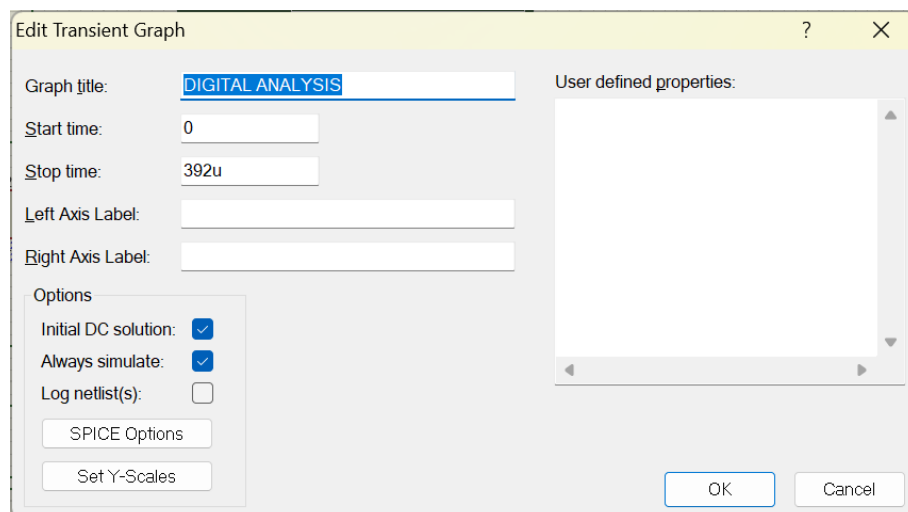 Edit Transient Graph ?
Graph title: DIGITAL ANALYSIS
User defined properties:
Start time: 0
Stop time: 392u
Left Axis Label:
Right Axis Label:
Options
Initial DC solution:
Always simulate:
Log netlist(s):
SPICE Options
Set Y-Scales
OK Cancel